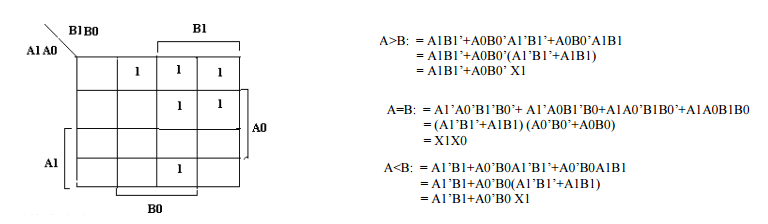 B1B0
B1
A1A0
1 1 1
1 1
A0
A1
1
B0
A>B: = A1B1'+A0B0'A1'B1'+A0B0'A1B1
= A1B1'+A0B0'(A1'B1'+A1B1)
= A1B1'+A0B0' X1
A=B: = A1'A0'B1'B0'+ A1'A0B1'B0+A1A0'B1B0'+A1A0B1B0
= (A1'B1'+A1B1) (A0'B0'+A0B0)
= X1X0
A<B: = A1'B1+A0'B0A1'B1'+A0'B0A1B1
= A1'B1+A0'B0(A1'B1'+A1B1)
= A1'B1+A0'B0 X1